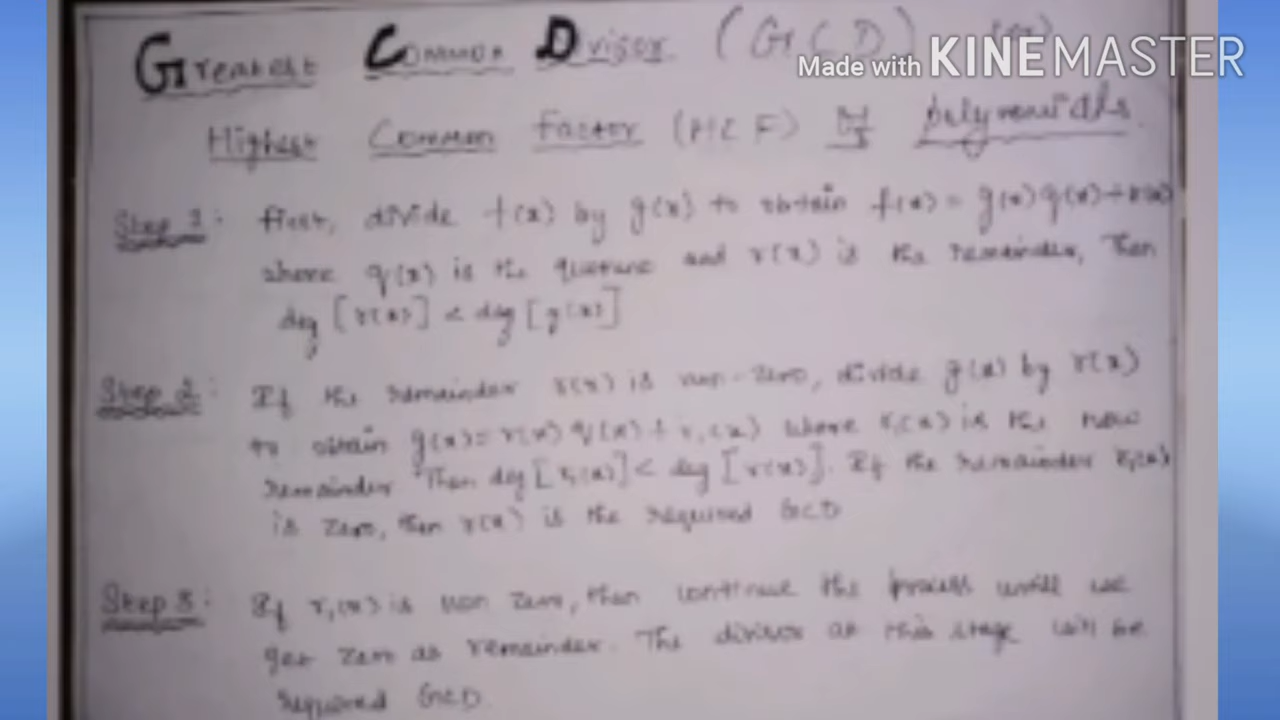 Greatest Common Divisor (GCD) (or)
Made with KINEMASTER
Highest Common Factor (HCF) of polynomials
Step 1: First, divide f(x) by g(x) to obtain f(x) = g(x) q(x) + r(x)
where q(x) is the and r(x) is the remainder, Then
deg [r(x)] < deg [g(x)]
Step 2: If the remainder r(x) is non-zero, divide g(x) by r(x)
to obtain g(x) = r(x) q(x) + r₁(x) where r₁(x) is the new
remainder. Then deg [r₁(x)] < deg [r(x)]. If the remainder r₁(x)
is zero, then r(x) is the required GCD
Step 3: If r₁(x) is non zero, then continue the process until we
get zero as remainder. The divisor at this stage will be
required GCD.